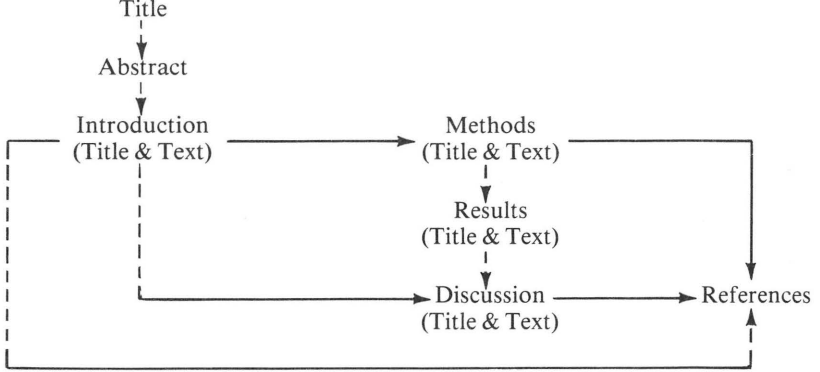 Title
Abstract
Introduction
(Title & Text)
Methods
(Title & Text)
Results
(Title & Text)
Discussion
(Title & Text)
References